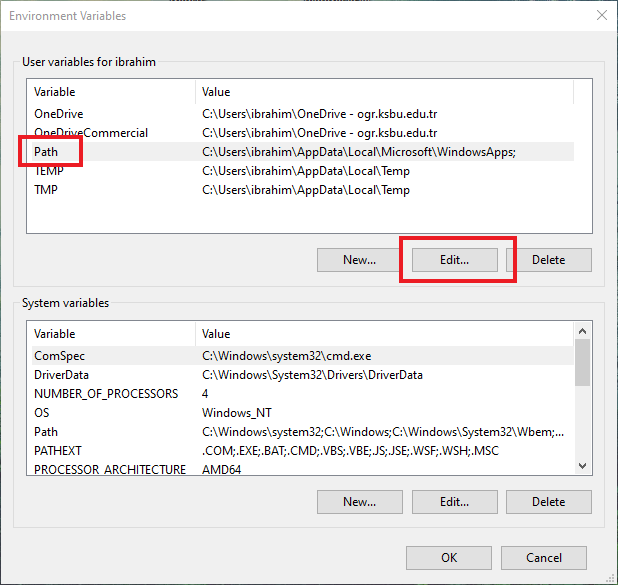 Environment Variables
User variables for ibrahim
Variable Value
OneDrive C:\Users\ibrahim\OneDrive - ogr.ksbu.edu.tr
OneDriveCommercial C:\Users\ibrahim\OneDrive - ogr.ksbu.edu.tr
Path C:\Users\ibrahim\AppData\Local\Microsoft\WindowsApps;
TEMP C:\Users\ibrahim\AppData\Local\Temp
TMP C:\Users\ibrahim\AppData\Local\Temp
New... Edit... Delete
System variables
Variable Value
ComSpec C:\Windows\system32\cmd.exe
DriverData C:\Windows\System32\Drivers\DriverData
NUMBER_OF_PROCESSORS 4
OS Windows_NT
Path C:\Windows\system32;C:\Windows;C:\Windows\System32\Wbem;...
PATHEXT .COM;.EXE;.BAT;.CMD;.VBS;.VBE;.JS;.JSE;.WSF;.WSH;.MSC
PROCESSOR_ARCHITECTURE AMD64
New... Edit... Delete
OK Cancel